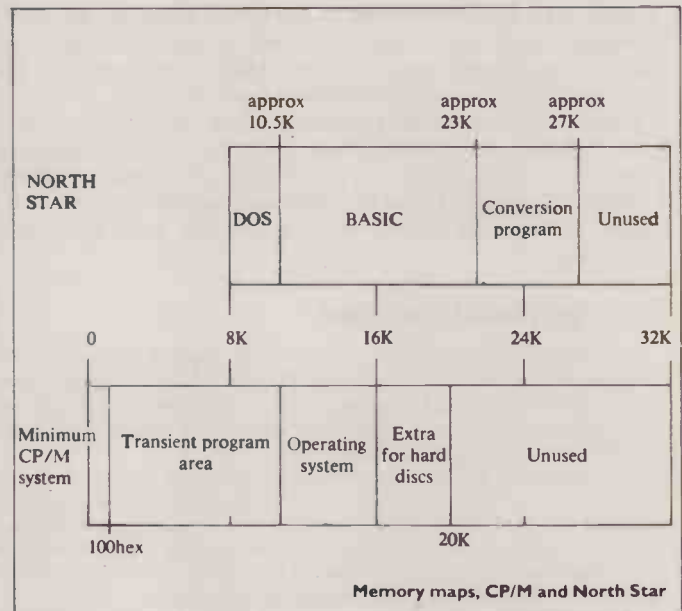 approx
10.5K
approx
23K
approx
27K
NORTH
STAR
DOS
BASIC
Conversion
program
Unused
0
8K
16K
24K
32K
Minimum
CP/M
system
Transient program
area
Operating
system
Extra
for hard
discs
Unused
100hex
20K
Memory maps, CP/M and North Star